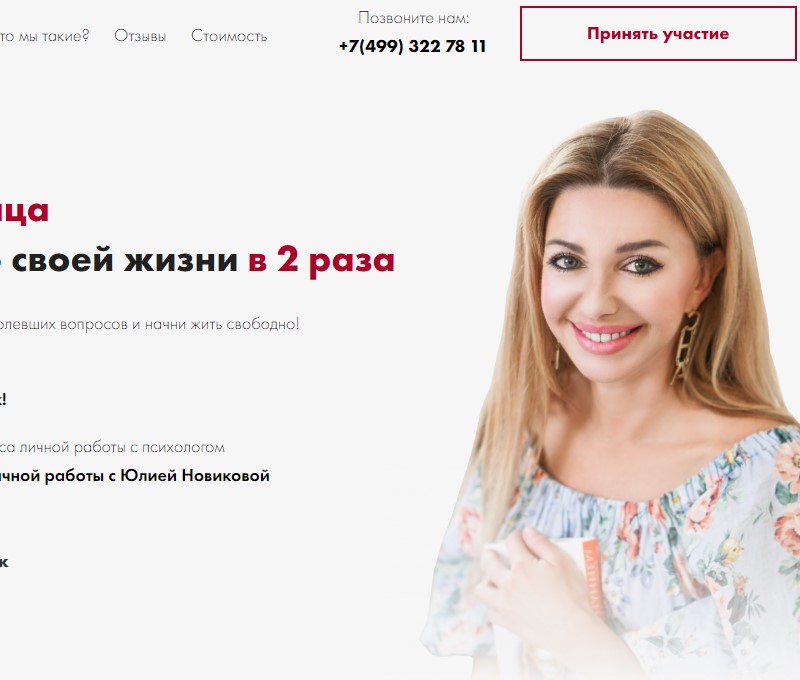 то мы такие? Отзывы Стоимость
Позвоните нам:
+7(499) 322 78 11
Принять участие
ца
своей жизни в 2 раза
олевших вопросов и начни жить свободно!
!
са личной работы с психологом
ичной работы с Юлией Новиковой
к